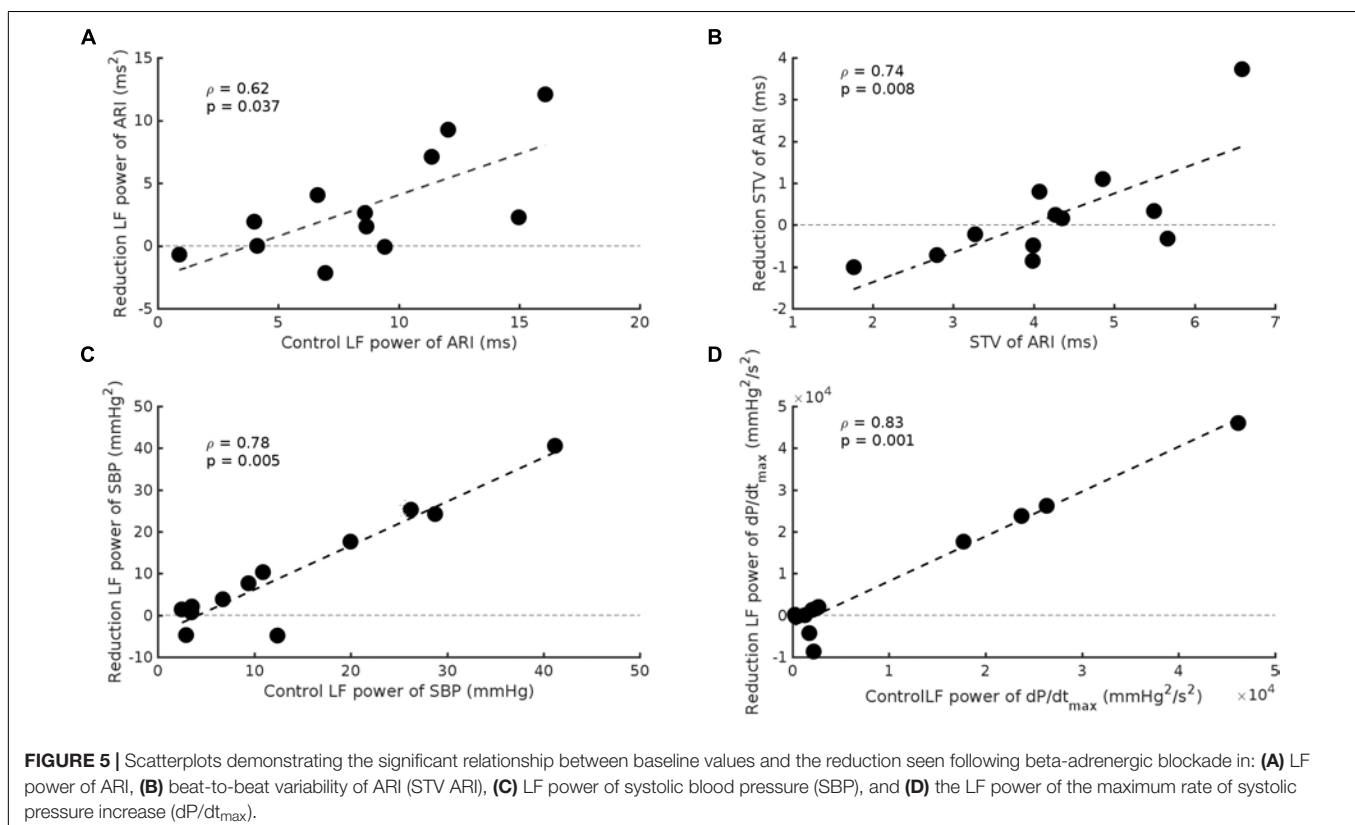 A
Reduction LF power of ARI (ms²)
15
10
5
0
-5
ρ = 0.62
p = 0.037
0 5 10 15 20
Control LF power of ARI (ms)
B
Reduction STV of ARI (ms)
4
3
2
1
0
-1
-2
ρ = 0.74
p = 0.008
1 2 3 4 5 6 7
STV of ARI (ms)
C
Reduction LF power of SBP (mmHg²)
50
40
30
20
10
0
-10
ρ = 0.78
p = 0.005
0 10 20 30 40 50
Control LF power of SBP (mmHg)
D
Reduction LF power of dP/dt_max (mmHg²/s²)
×10⁴
5
4
3
2
1
0
-1
ρ = 0.83
p = 0.001
0 1 2 3 4 5
ControlLF power of dP/dt_max (mmHg²/s²) ×10⁴
FIGURE 5 | Scatterplots demonstrating the significant relationship between baseline values and the reduction seen following beta-adrenergic blockade in: (A) LF
power of ARI, (B) beat-to-beat variability of ARI (STV ARI), (C) LF power of systolic blood pressure (SBP), and (D) the LF power of the maximum rate of systolic
pressure increase (dP/dt_max).